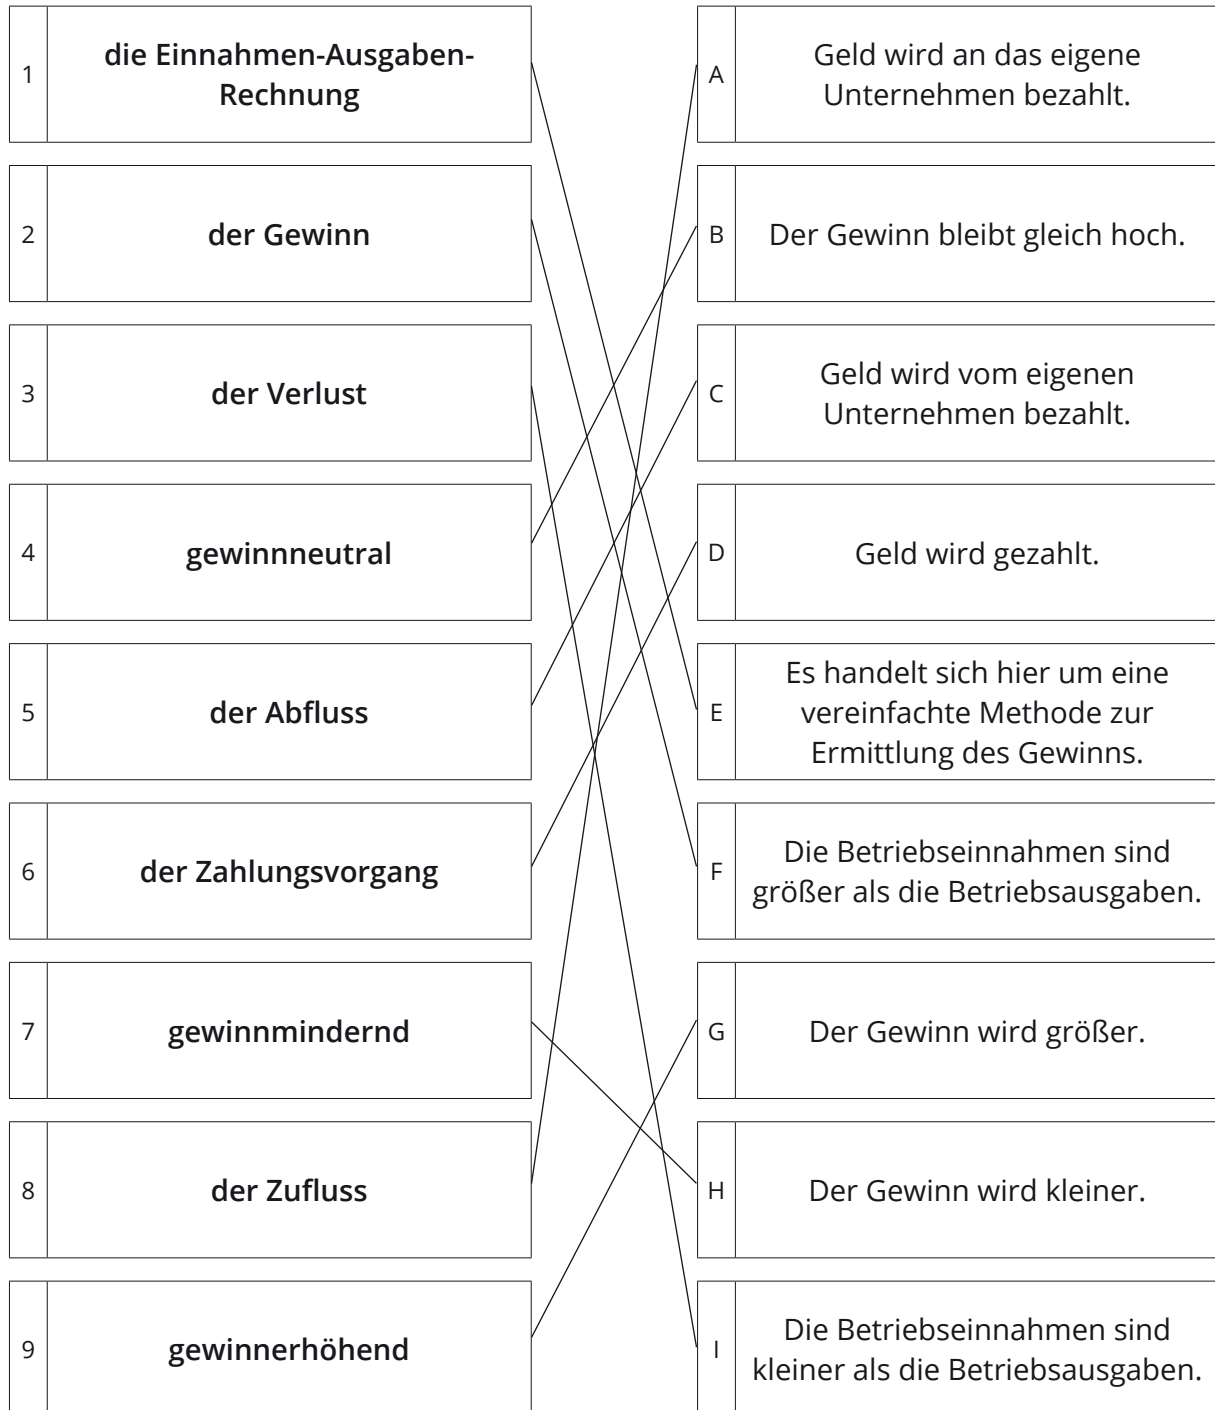 1
die Einnahmen-Ausgaben-
Rechnung
A
Geld wird an das eigene
Unternehmen bezahlt.
2
der Gewinn
B
Der Gewinn bleibt gleich hoch.
3
der Verlust
C
Geld wird vom eigenen
Unternehmen bezahlt.
4
gewinnneutral
D
Geld wird gezahlt.
5
der Abfluss
E
Es handelt sich hier um eine
vereinfachte Methode zur
Ermittlung des Gewinns.
6
der Zahlungsvorgang
F
Die Betriebseinnahmen sind
größer als die Betriebsausgaben.
7
gewinnmindernd
G
Der Gewinn wird größer.
8
der Zufluss
H
Der Gewinn wird kleiner.
9
gewinnerhöhend
I
Die Betriebseinnahmen sind
kleiner als die Betriebsausgaben.